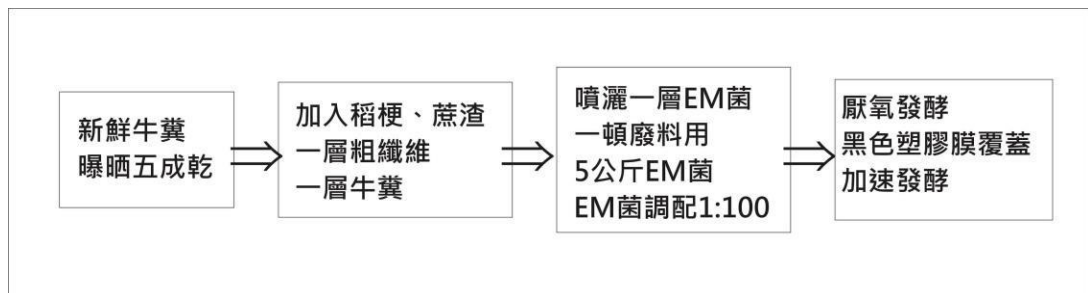 新鮮牛糞
曝晒五成乾
加入稻梗、蔗渣
一層粗纖維
一層牛糞
噴灑一層EM菌
一頓廢料用
5公斤EM菌
EM菌調配1:100
厭氧發酵
黑色塑膠膜覆蓋
加速發酵